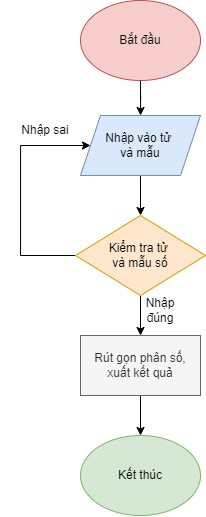 Bắt đầu
Nhập sai
Nhập vào tử
và mẫu
Kiểm tra tử
và mẫu số
Nhập
đúng
Rút gọn phân số,
xuất kết quả
Kết thúc